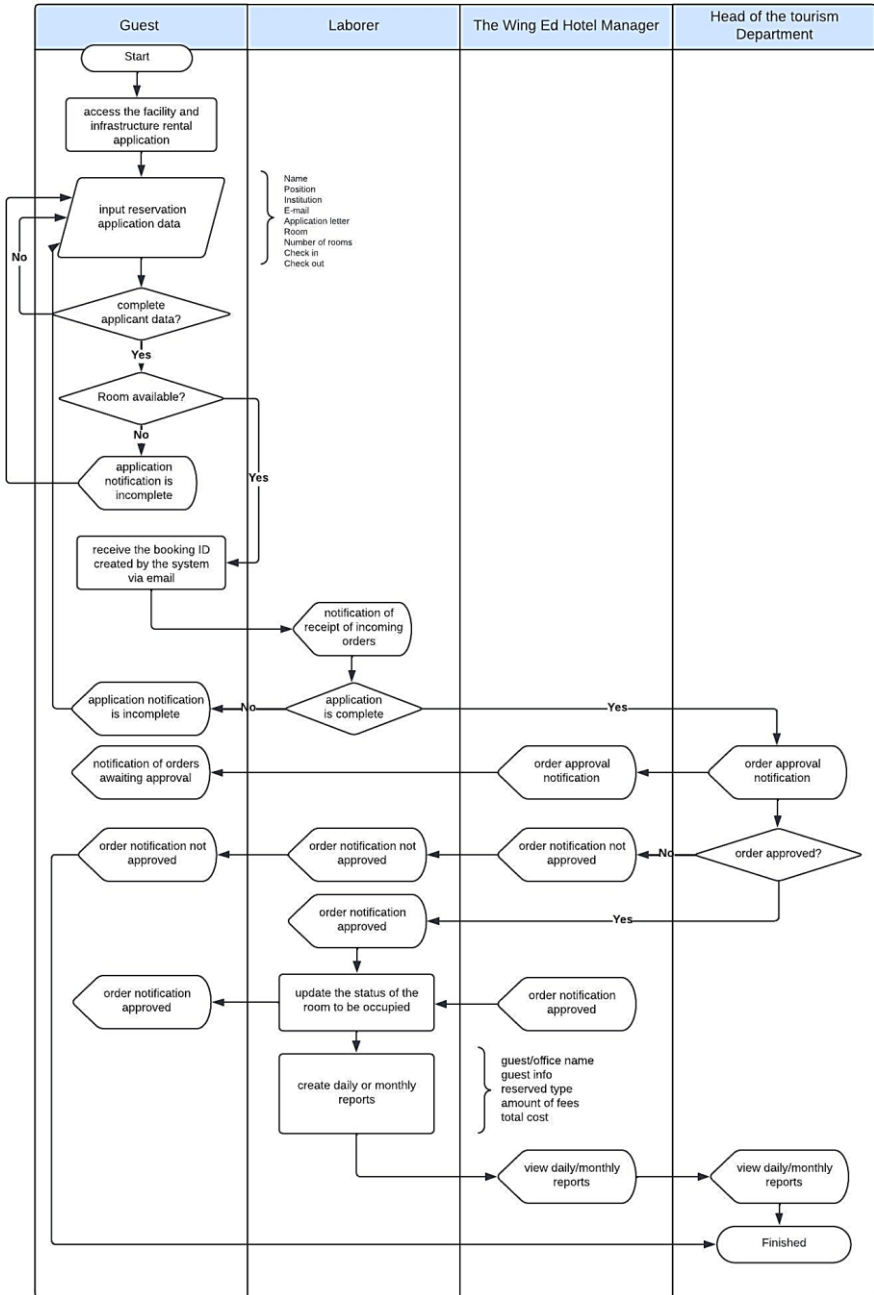 Guest
Laborer
The Wing Ed Hotel Manager
Head of the tourism
Department
Start
access the facility and
infrastructure rental
application
input reservation
application data
Name
Position
Institution
E-mail
Application letter
Room
Number of rooms
Check in
Check out
No
complete
applicant data?
Yes
Room available?
No
Yes
application
notification is
incomplete
receive the booking ID
created by the system
via email
notification of
receipt of incoming
orders
application notification
is incomplete
No
application
is complete
Yes
notification of orders
awaiting approval
order approval
notification
order approval
notification
order notification not
approved
order notification not
approved
order notification not
approved
No
order approved?
order notification
approved
Yes
order notification
approved
update the status of the
room to be occupied
order notification
approved
create daily or monthly
reports
guest/office name
guest info
reserved type
amount of fees
total cost
view daily/monthly
reports
view daily/monthly
reports
Finished